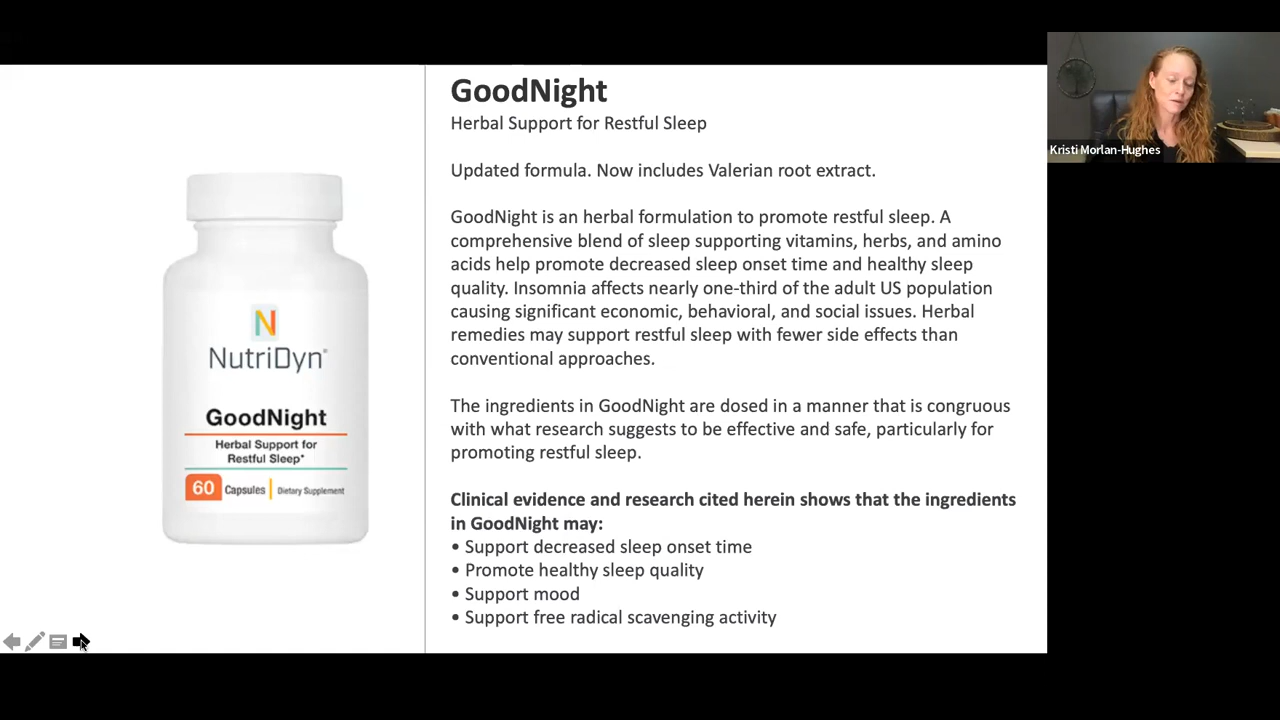 GoodNight
Herbal Support for Restful Sleep
Updated formula. Now includes Valerian root extract.
GoodNight is an herbal formulation to promote restful sleep. A
comprehensive blend of sleep supporting vitamins, herbs, and amino
acids help promote decreased sleep onset time and healthy sleep
quality. Insomnia affects nearly one-third of the adult US population
causing significant economic, behavioral, and social issues. Herbal
remedies may support restful sleep with fewer side effects than
conventional approaches.
The ingredients in GoodNight are dosed in a manner that is congruous
with what research suggests to be effective and safe, particularly for
promoting restful sleep.
Clinical evidence and research cited herein shows that the ingredients
in GoodNight may:
• Support decreased sleep onset time
• Promote healthy sleep quality
• Support mood
• Support free radical scavenging activity
N
NutriDyn®
GoodNight
Herbal Support for
Restful Sleep*
60 Capsules | Dietary Supplement
Kristi Morlan-Hughes